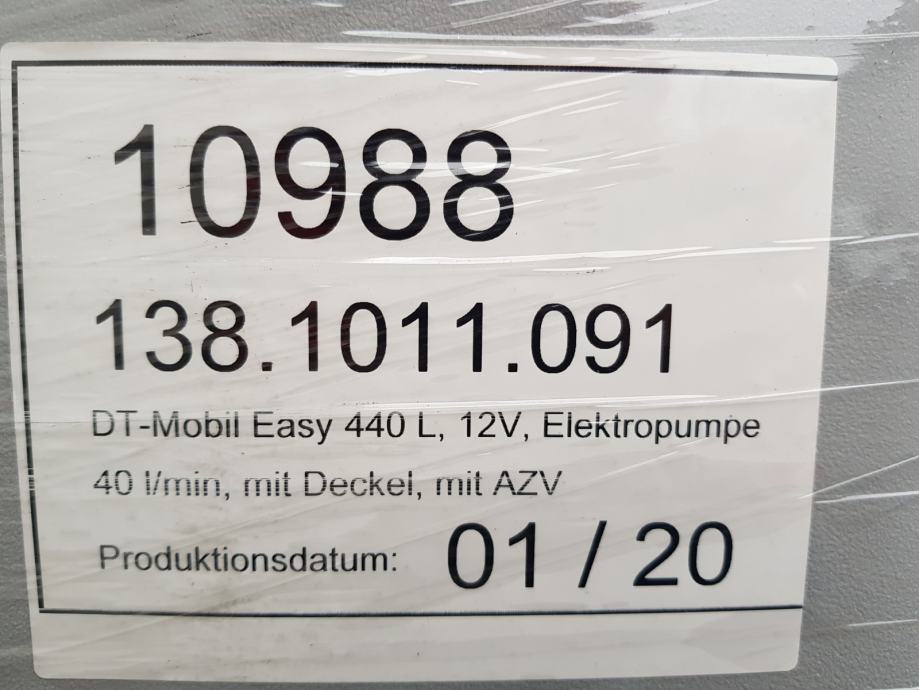 10988
138.1011.091
DT-Mobil Easy 440 L, 12V, Elektropumpe
40 l/min, mit Deckel, mit AZV
Produktionsdatum: 01 / 20